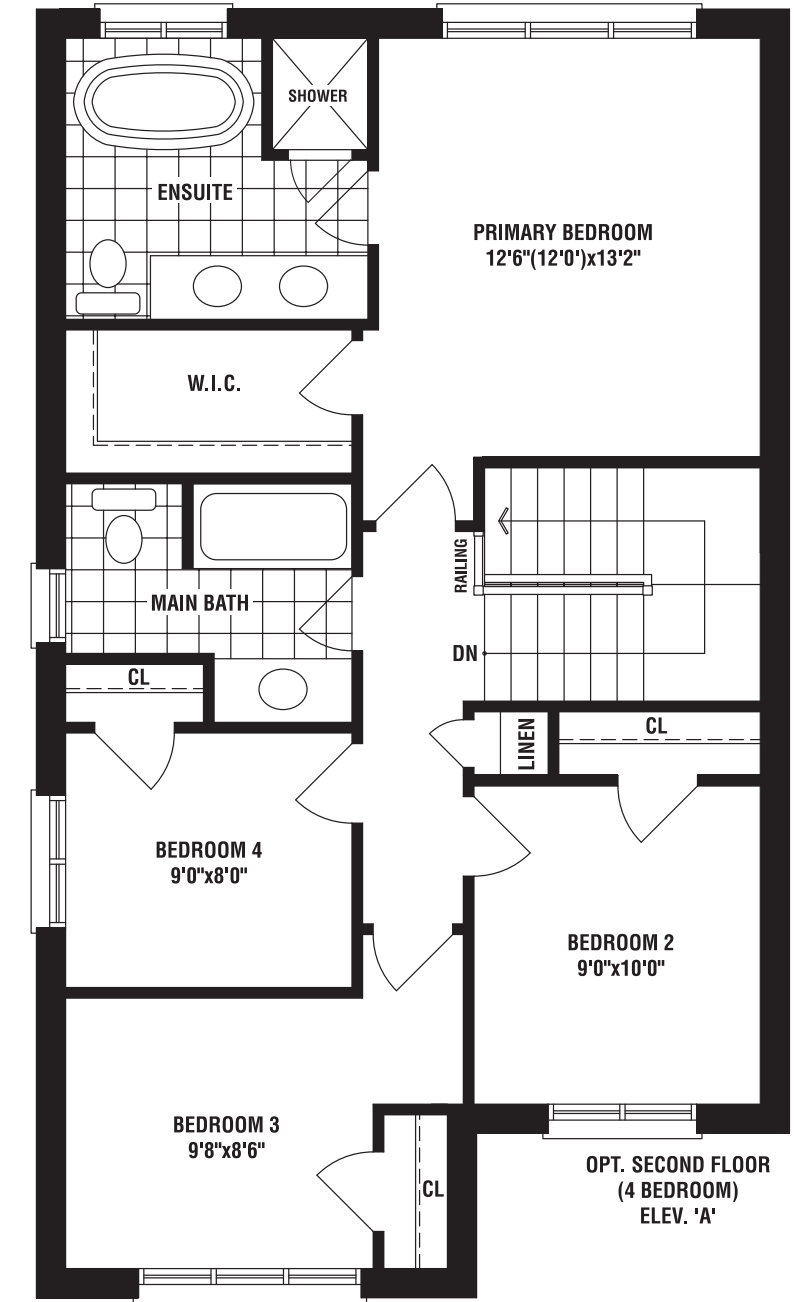 SHOWER
ENSUITE
PRIMARY BEDROOM
12'6"(12'0')x13'2"
W.I.C.
RAILING
MAIN BATH
DN
CL
LINEN
CL
BEDROOM 4
9'0"x8'0"
BEDROOM 2
9'0"x10'0"
BEDROOM 3
9'8"x8'6"
CL
OPT. SECOND FLOOR
(4 BEDROOM)
ELEV. 'A'